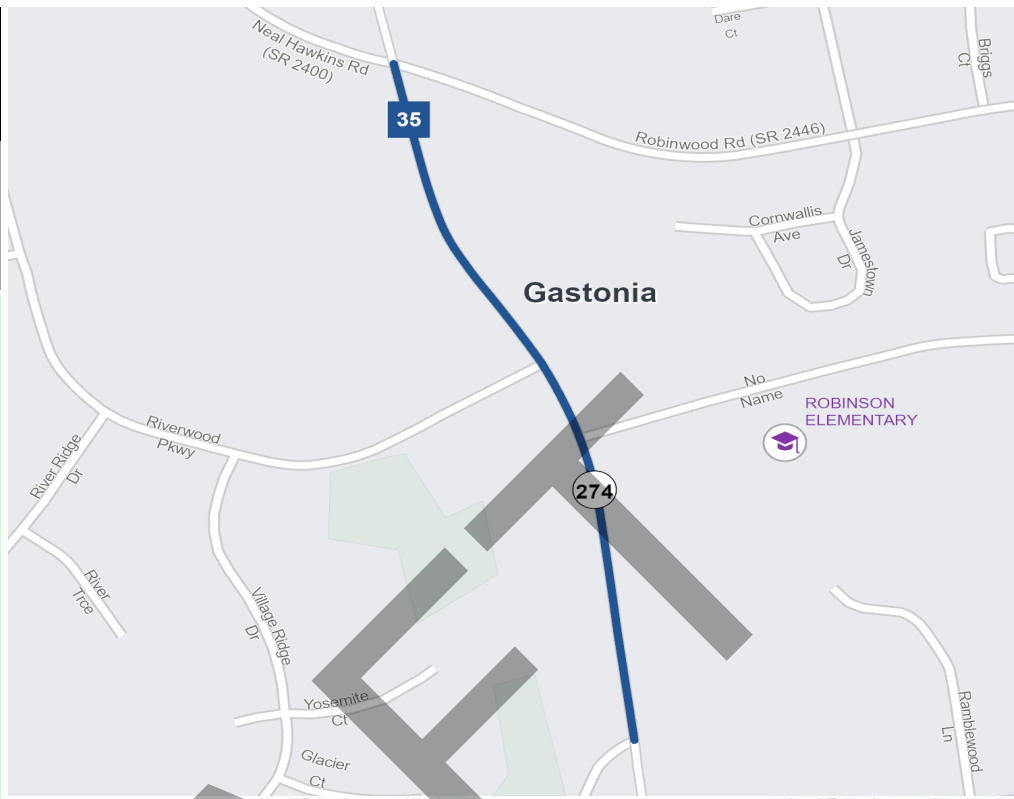 Dare
Ct
Neal Hawkins Rd
(SR 2400)
Briggs
Ct
35
Robinwood Rd (SR 2446)
Cornwallis
Ave
Jamestown
Dr
Gastonia
No
Name
ROBINSON
ELEMENTARY
Riverwood
Pkwy
River Ridge
Dr
274
River
Trce
Village Ridge
Dr
Yosemite
Ct
Glacier
Ct
Ramblewood
Ln